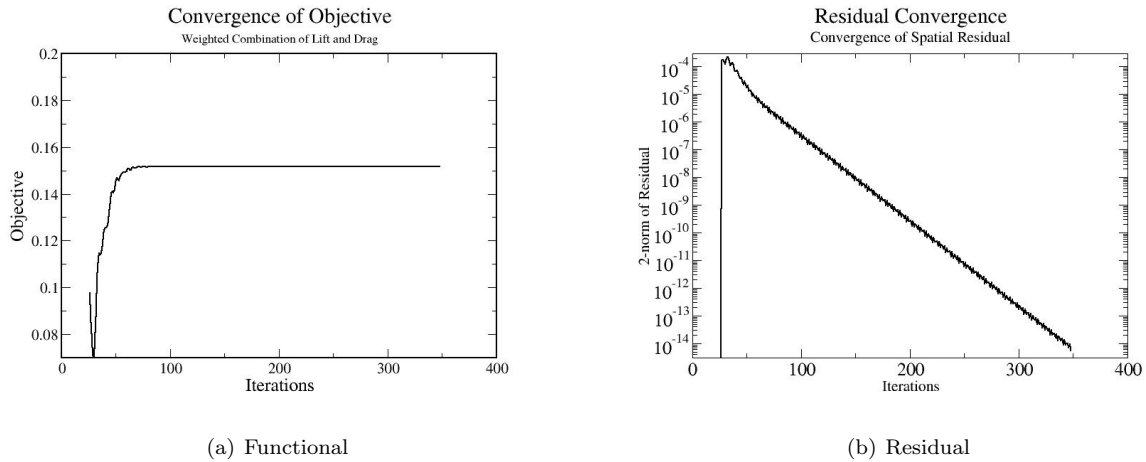 Convergence of Objective
Weighted Combination of Lift and Drag
0.2
0.18
0.16
0.14
0.12
0.1
0.08
Objective
0 100 200 300 400
Iterations
(a) Functional
Residual Convergence
Convergence of Spatial Residual
10^-4
10^-5
10^-6
10^-7
10^-8
10^-9
10^-10
10^-11
10^-12
10^-13
10^-14
2-norm of Residual
0 100 200 300 400
Iterations
(b) Residual